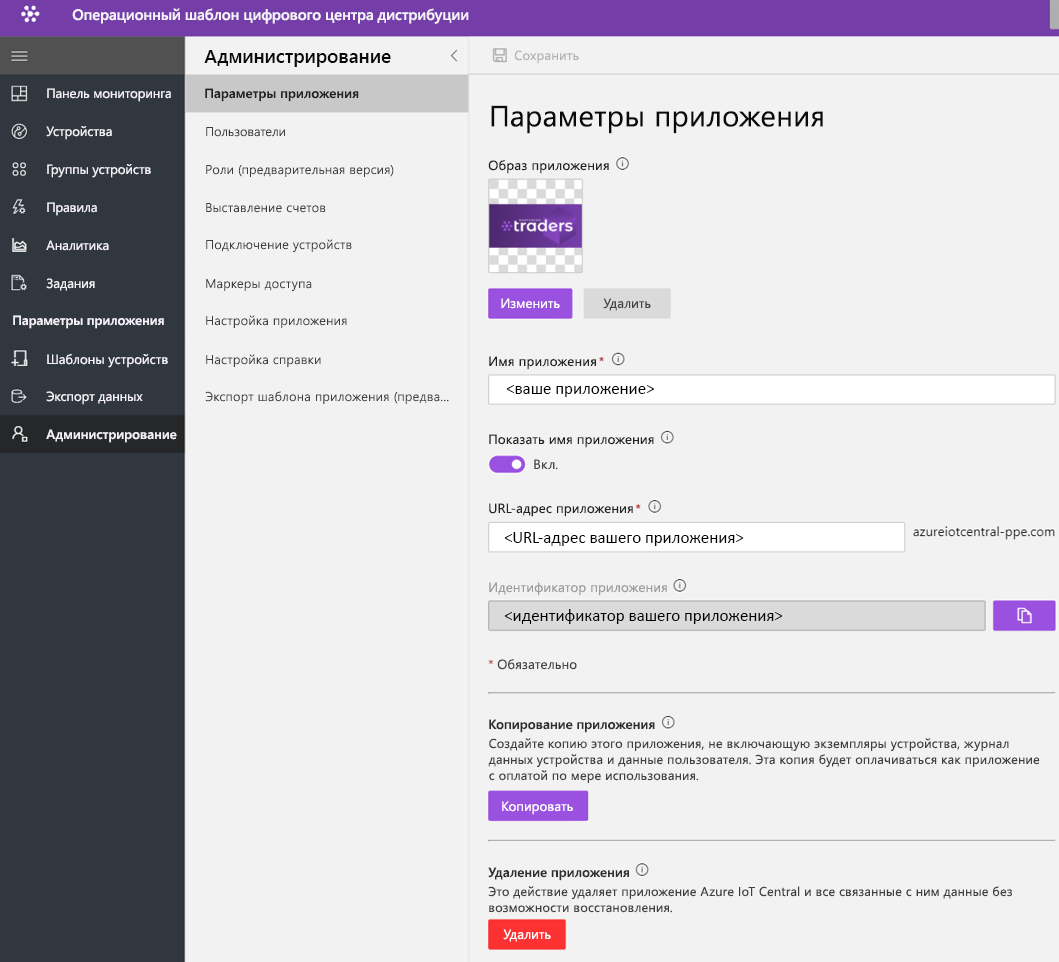 Операционный шаблон цифрового центра дистрибуции
Панель мониторинга
Устройства
Группы устройств
Правила
Аналитика
Задания
Параметры приложения
Шаблоны устройств
Экспорт данных
Администрирование
Администрирование
Параметры приложения
Пользователи
Роли (предварительная версия)
Выставление счетов
Подключение устройств
Маркеры доступа
Настройка приложения
Настройка справки
Экспорт шаблона приложения (предва...
Сохранить
Параметры приложения
Образ приложения
traders
Изменить
Удалить
Имя приложения*
<ваше приложение>
Показать имя приложения
Вкл.
URL-адрес приложения*
<URL-адрес вашего приложения>
azureiotcentral-ppe.com
Идентификатор приложения
<идентификатор вашего приложения>
* Обязательно
Копирование приложения
Создайте копию этого приложения, не включающую экземпляры устройства, журнал
данных устройства и данные пользователя. Эта копия будет оплачиваться как приложение
с оплатой по мере использования.
Копировать
Удаление приложения
Это действие удаляет приложение Azure IoT Central и все связанные с ним данные без
возможности восстановления.
Удалить